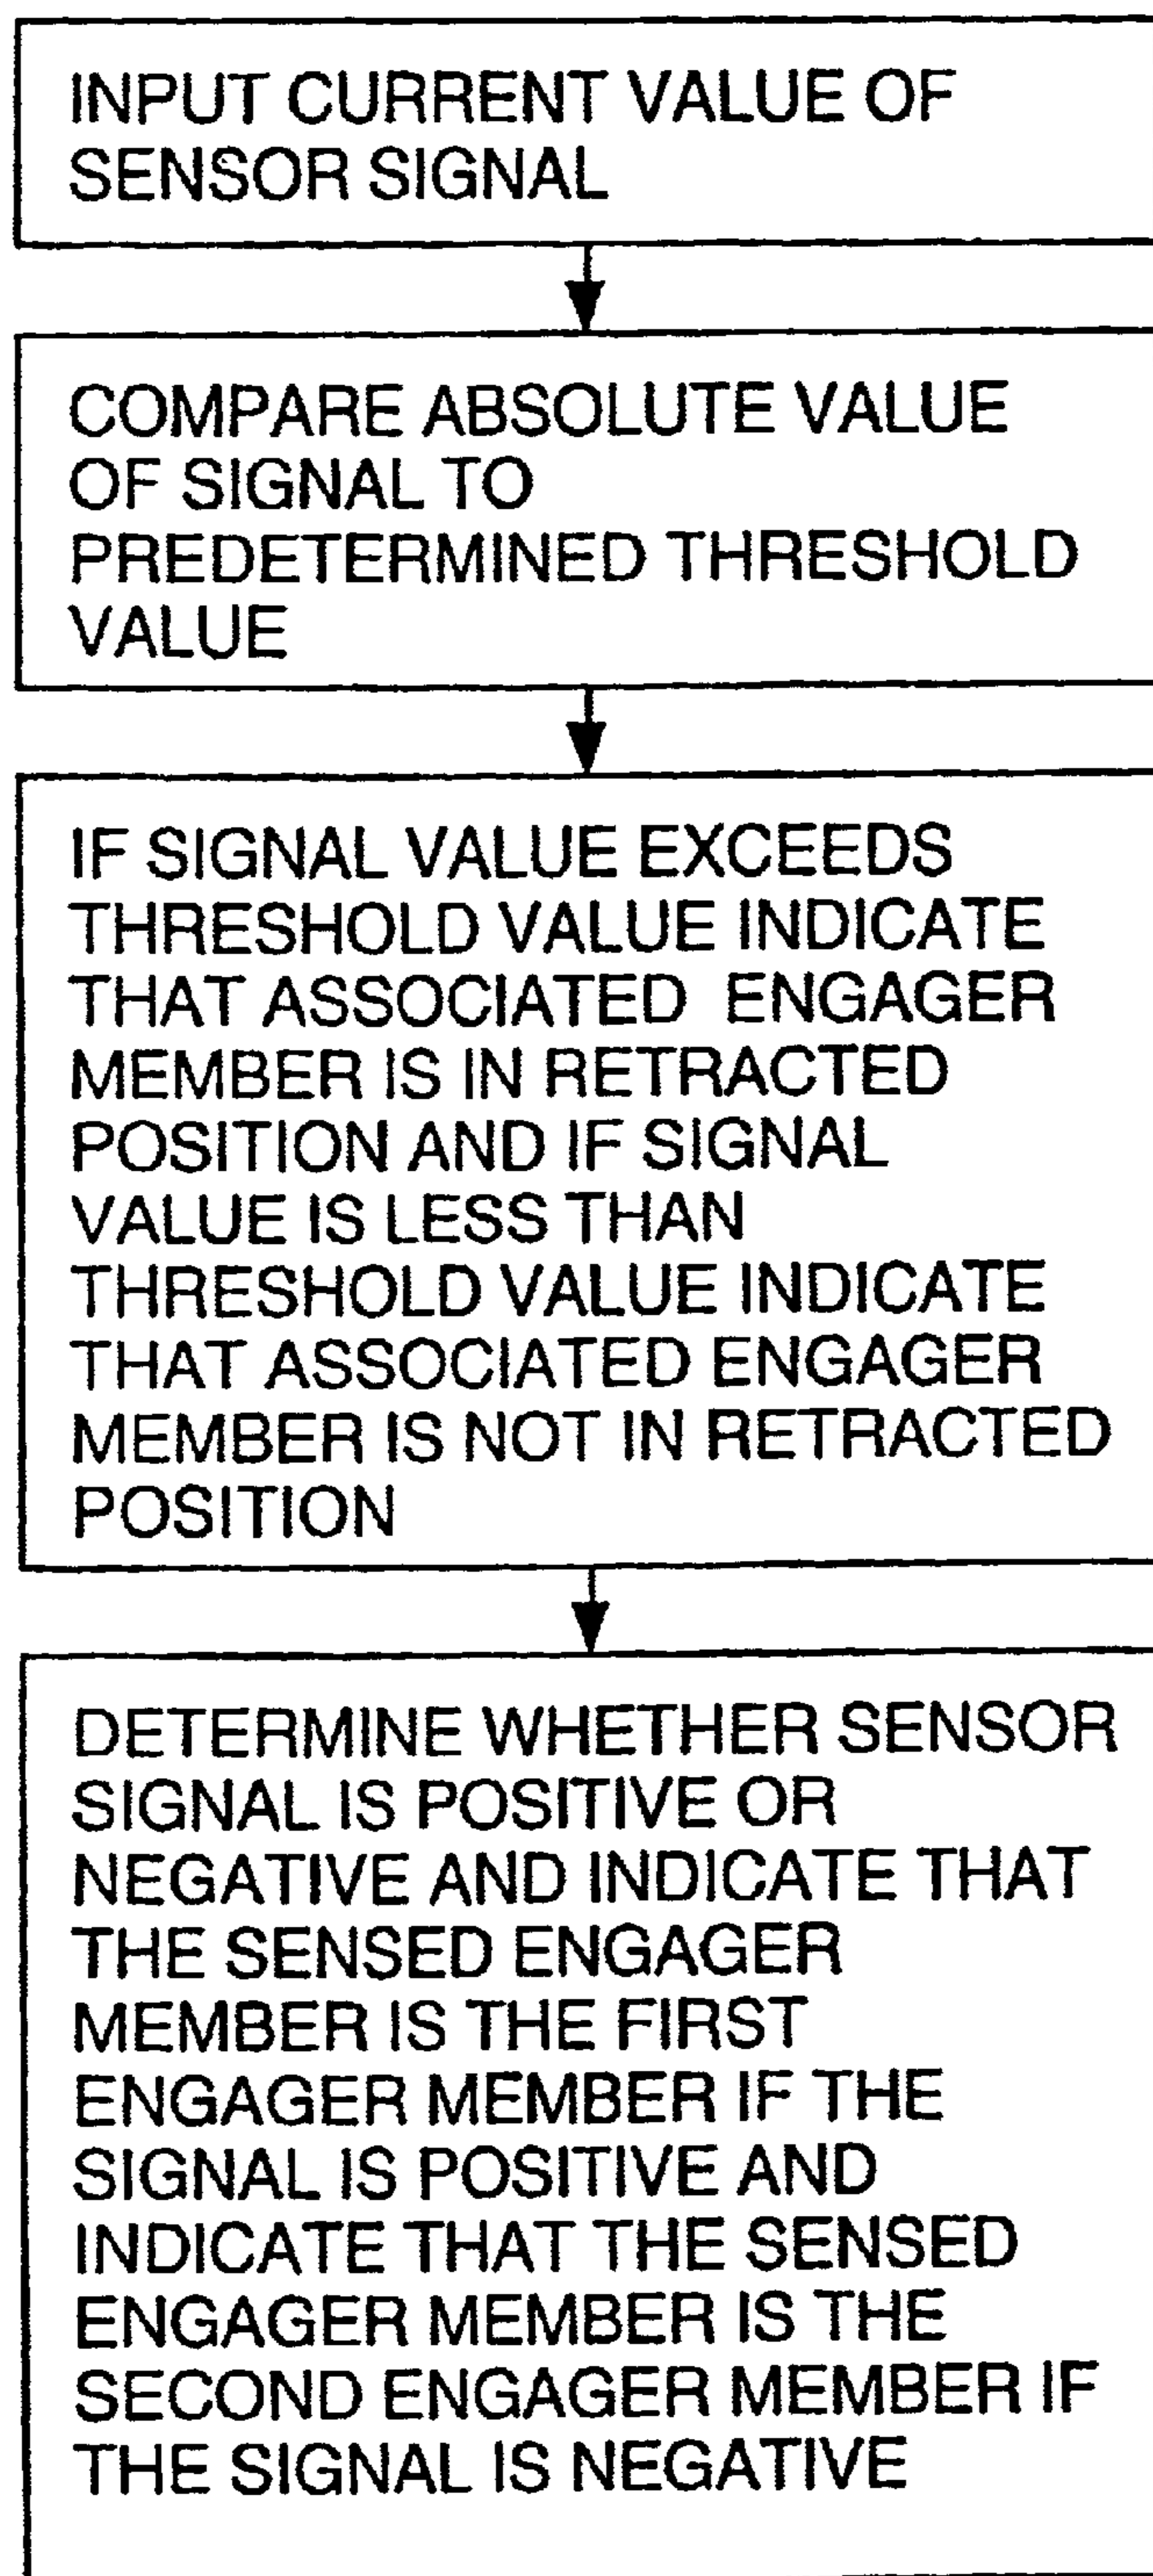 INPUT CURRENT VALUE OF
SENSOR SIGNAL
COMPARE ABSOLUTE VALUE
OF SIGNAL TO
PREDETERMINED THRESHOLD
VALUE
IF SIGNAL VALUE EXCEEDS
THRESHOLD VALUE INDICATE
THAT ASSOCIATED ENGAGER
MEMBER IS IN RETRACTED
POSITION AND IF SIGNAL
VALUE IS LESS THAN
THRESHOLD VALUE INDICATE
THAT ASSOCIATED ENGAGER
MEMBER IS NOT IN RETRACTED
POSITION
DETERMINE WHETHER SENSOR
SIGNAL IS POSITIVE OR
NEGATIVE AND INDICATE THAT
THE SENSED ENGAGER
MEMBER IS THE FIRST
ENGAGER MEMBER IF THE
SIGNAL IS POSITIVE AND
INDICATE THAT THE SENSED
ENGAGER MEMBER IS THE
SECOND ENGAGER MEMBER IF
THE SIGNAL IS NEGATIVE